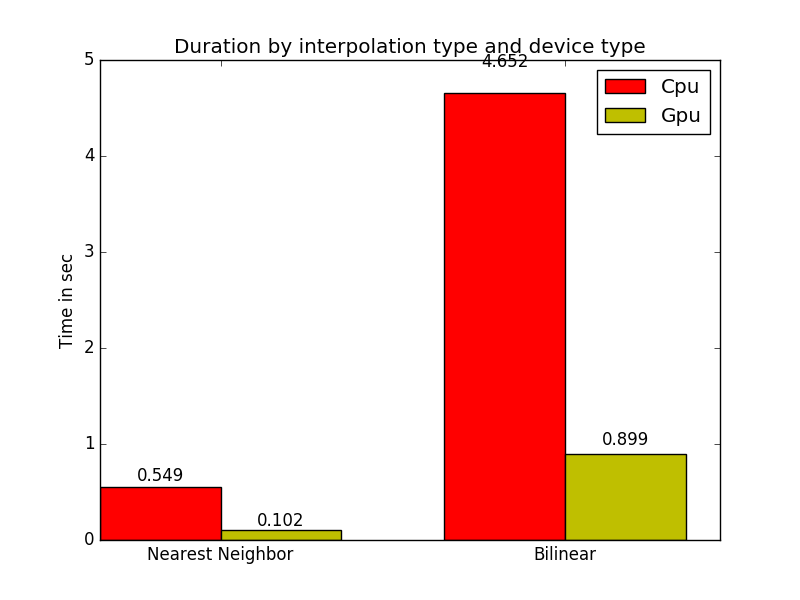 Duration by interpolation type and device type
4.652
Cpu
Gpu
5
4
3
2
1
0
Time in sec
0.549
0.102
0.899
Nearest Neighbor
Bilinear